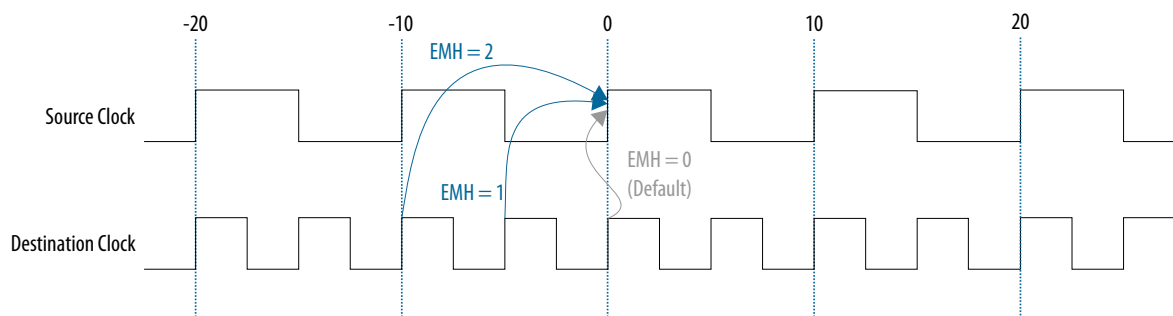 -20 -10 0 10 20
EMH = 2
Source Clock
EMH = 0
(Default)
EMH = 1
Destination Clock